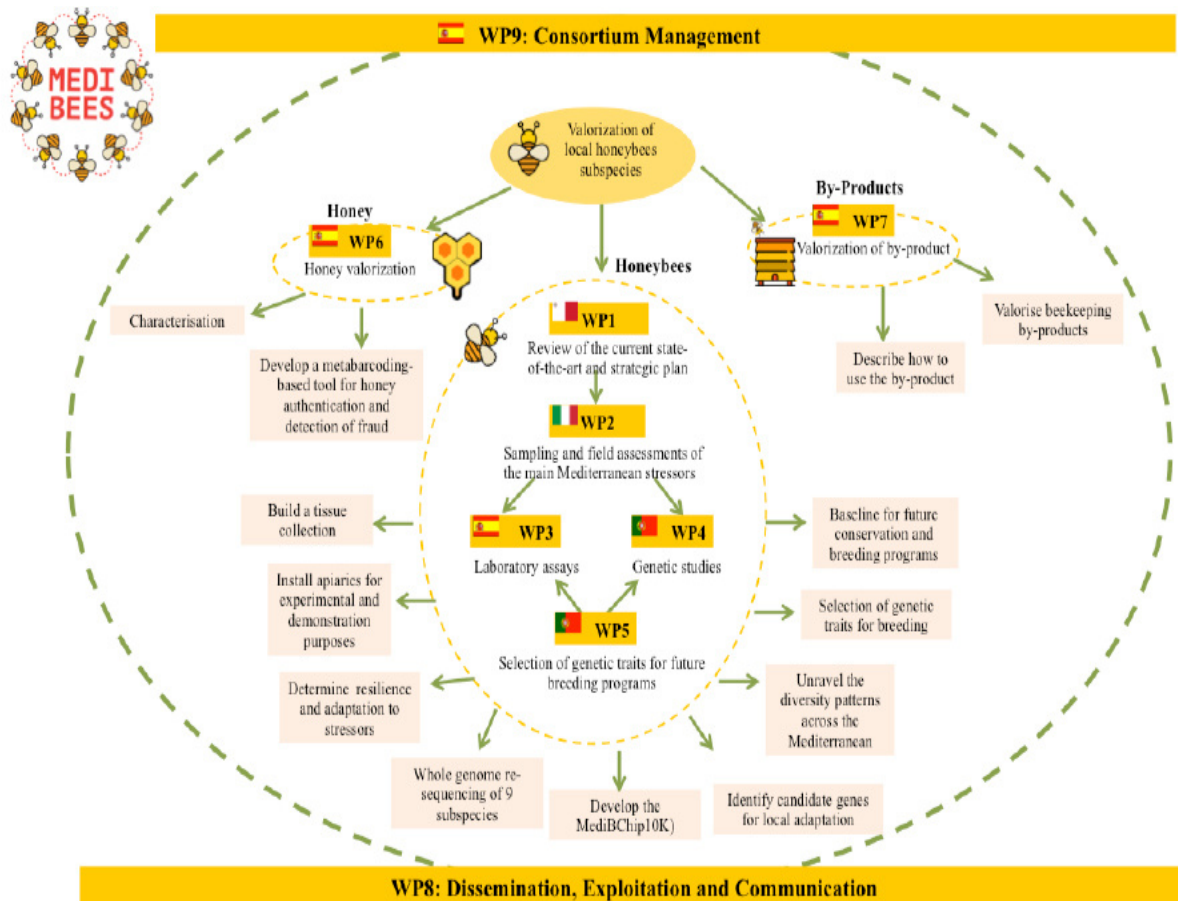 WP9: Consortium Management
MEDI
BEES
Valorization of
local honeybees
subspecies
Honey
WP6
Honey valorization
By-Products
WP7
Valorization of by-product
Honeybees
Characterisation
Develop a metabarcoding-
based tool for honey
authentication and
detection of fraud
Valorise beekeeping
by-products
Describe how to
use the by-product
WP1
Review of the current state-
of-the-art and strategic plan
WP2
Sampling and field assessments of
the main Mediterranean stressors
WP3
Laboratory assays
WP4
Genetic studies
WP5
Selection of genetic traits for future
breeding programs
Build a tissue
collection
Install apiaries for
experimental and
demonstration
purposes
Determine resilience
and adaptation to
stressors
Whole genome re-
sequencing of 9
subspecies
Develop the
MediBChip10K)
Identify candidate genes
for local adaptation
Unravel the
diversity patterns
across the
Mediterranean
Selection of genetic
traits for breeding
Bascline for future
conservation and
breeding programs
WP8: Dissemination, Exploitation and Communication